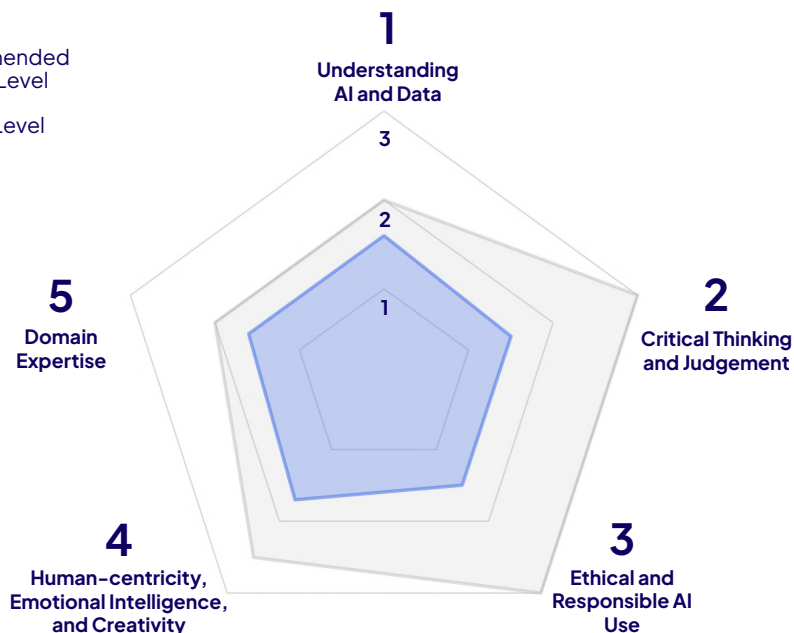 ended
Level
Level
1
Understanding
AI and Data
3
2
1
5
Domain
Expertise
2
Critical Thinking
and Judgement
4
Human-centricity,
Emotional Intelligence,
and Creativity
3
Ethical and
Responsible AI
Use